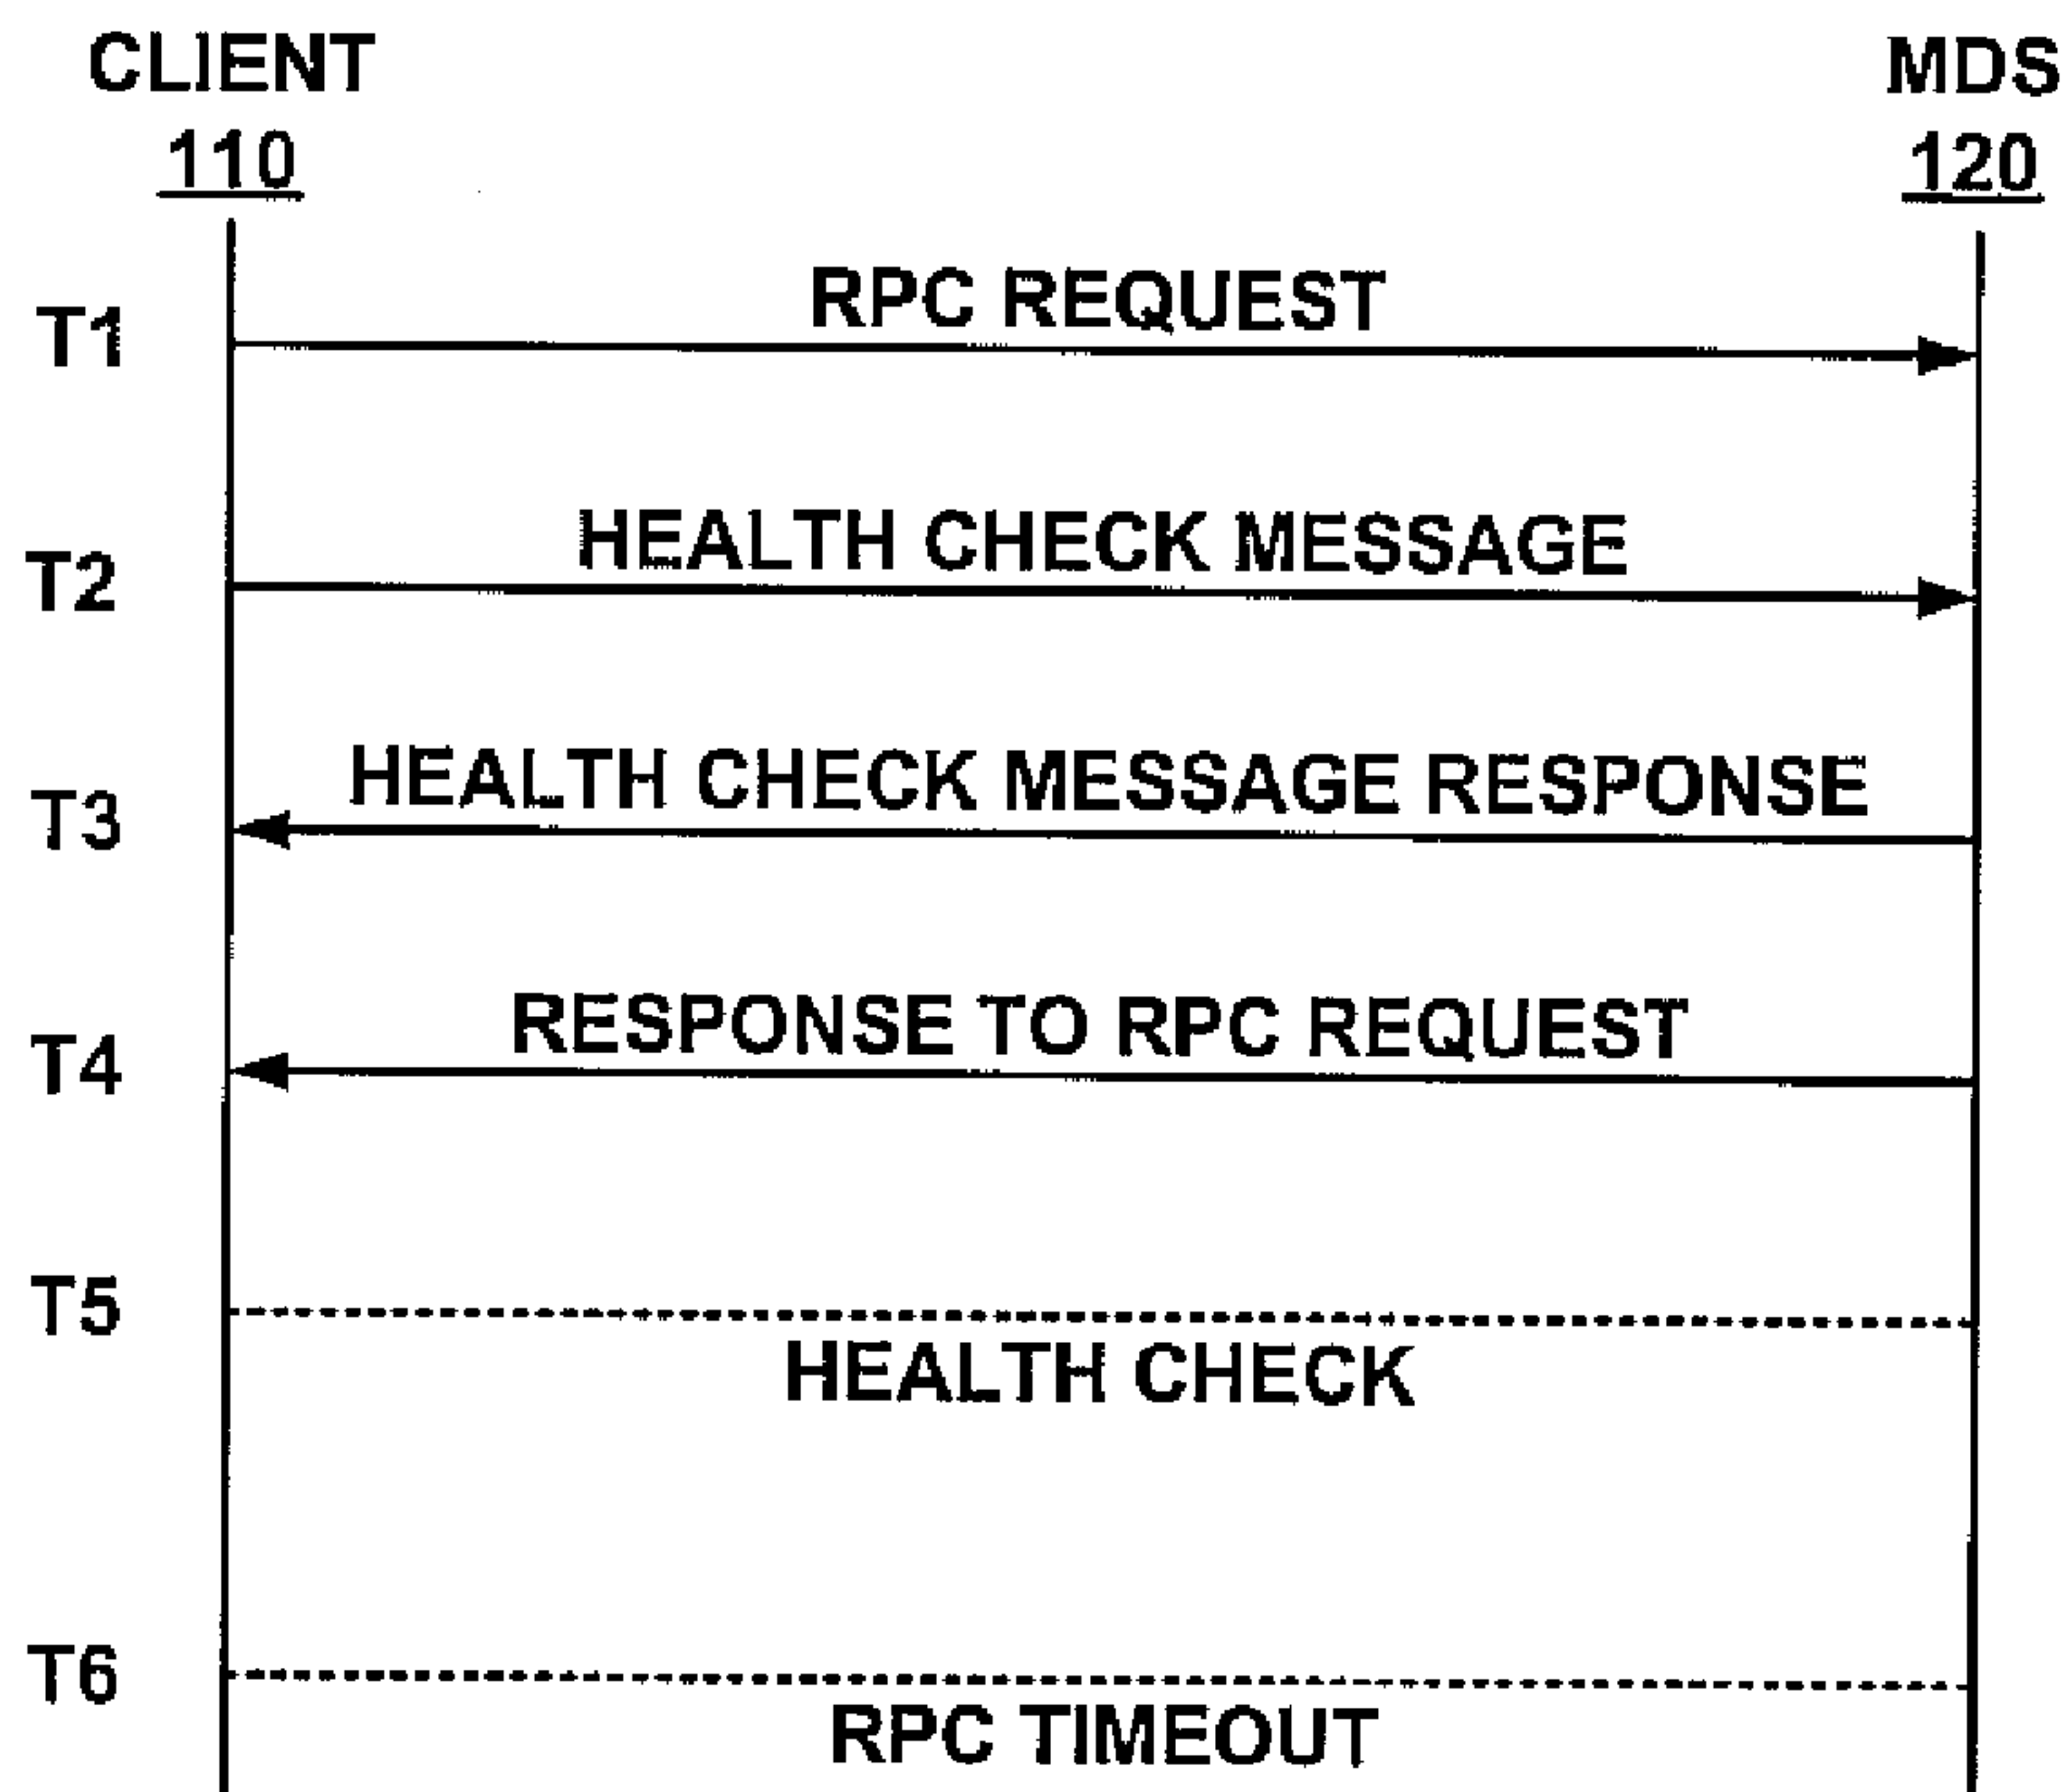 CLIENT
MDS
110
120
RPC REQUEST
T1
HEALTH CHECK MESSAGE
T2
HEALTH CHECK MESSAGE RESPONSE
T3
RESPONSE TO RPC REQUEST
T4
T5
HEALTH CHECK
T6
RPC TIMEOUT